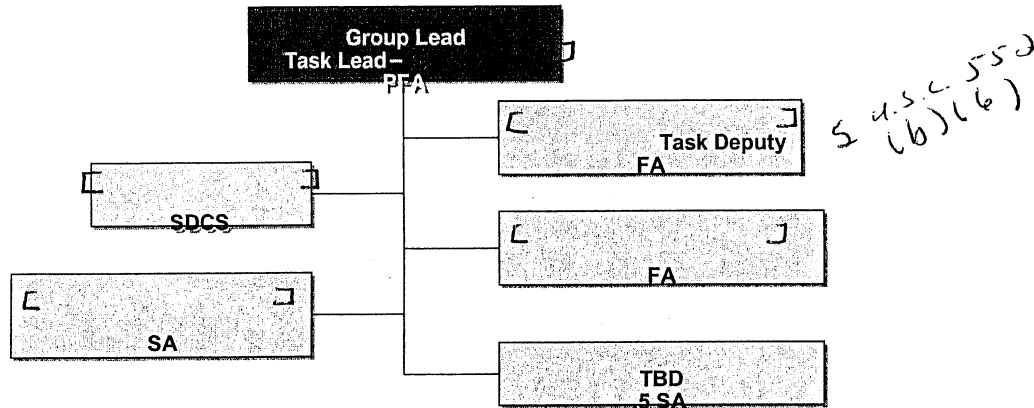 Group Lead
Task Lead –
PFA
Task Deputy
FA
5 U.S.C. 552
(b)(6)
SDCS
FA
SA
TBD
5 SA